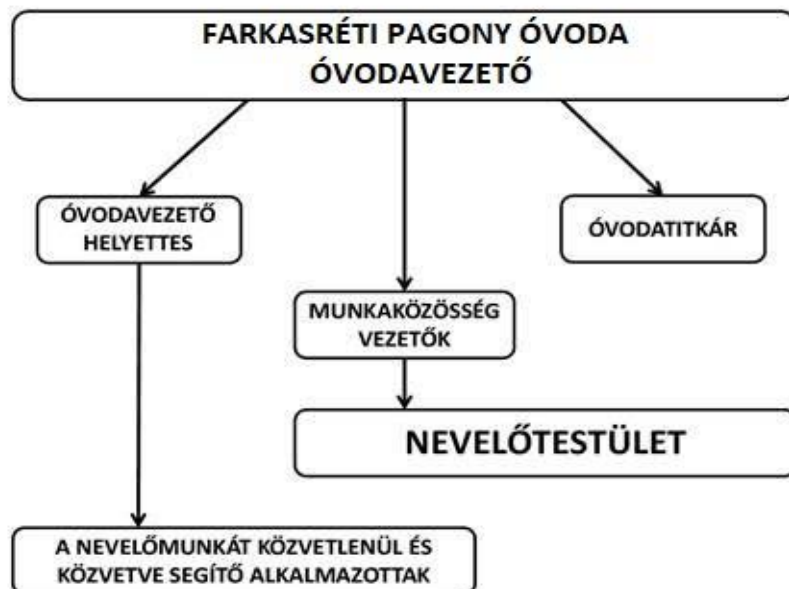 FARKASRÉTI PAGONY ÓVODA
ÓVODAVEZETŐ
ÓVODAVEZETŐ
HELYETTES
ÓVODATITKÁR
MUNKAKÖZÖSSÉG
VEZETŐK
NEVELŐTESTÜLET
A NEVELŐMUNKÁT KÖZVETLENÜL ÉS
KÖZVETVE SEGÍTŐ ALKALMAZOTTAK